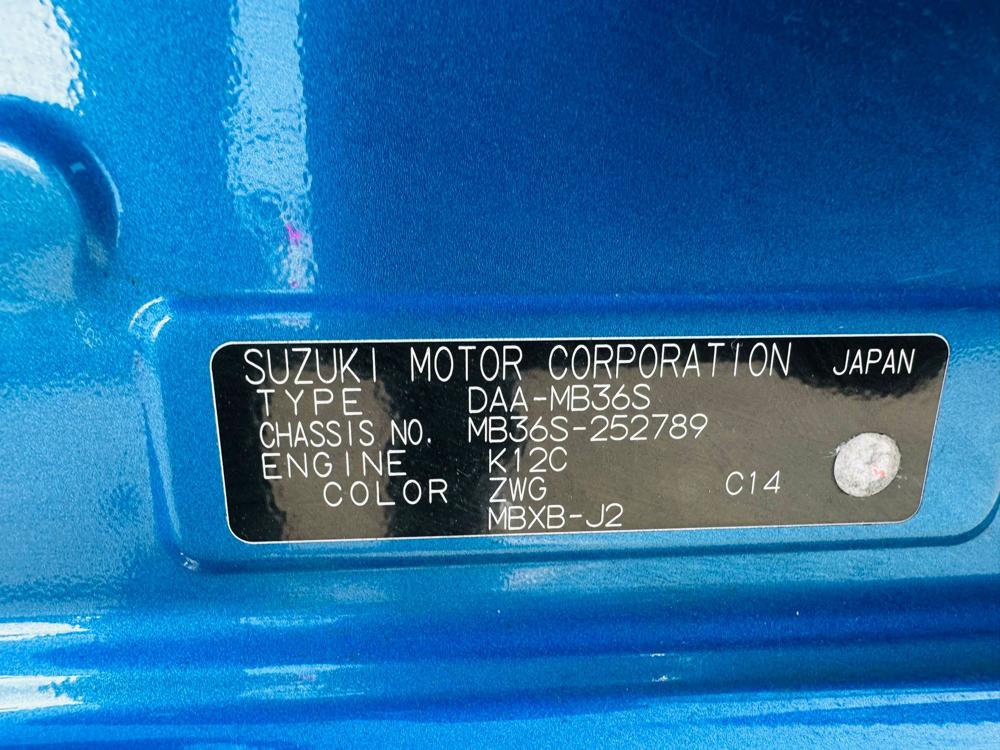 SUZUKI MOTOR CORPORATION JAPAN
TYPE DAA-MB36S
CHASSIS NO. MB36S-252789
ENGINE K12C
COLOR ZWG C14
MBXB-J2